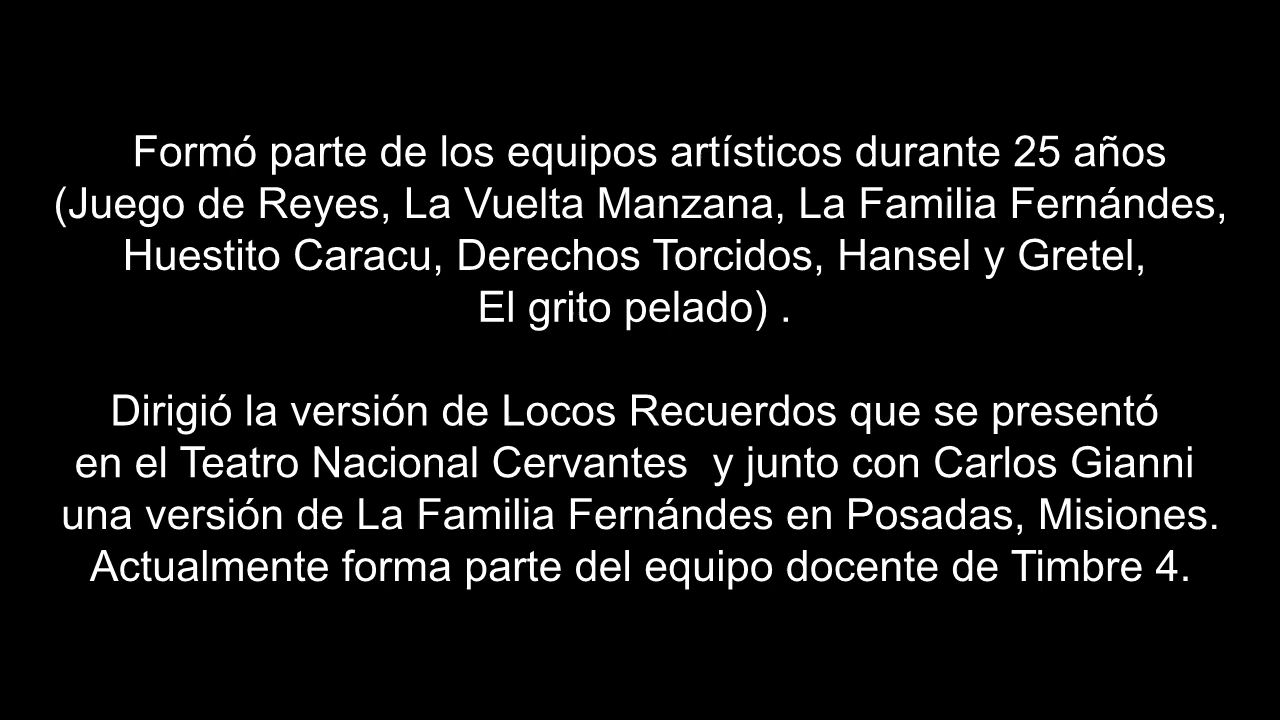 Formó parte de los equipos artísticos durante 25 años
(Juego de Reyes, La Vuelta Manzana, La Familia Fernándes,
Huestito Caracu, Derechos Torcidos, Hansel y Gretel,
El grito pelado) .
Dirigió la versión de Locos Recuerdos que se presentó
en el Teatro Nacional Cervantes  y junto con Carlos Gianni
una versión de La Familia Fernándes en Posadas, Misiones.
Actualmente forma parte del equipo docente de Timbre 4.